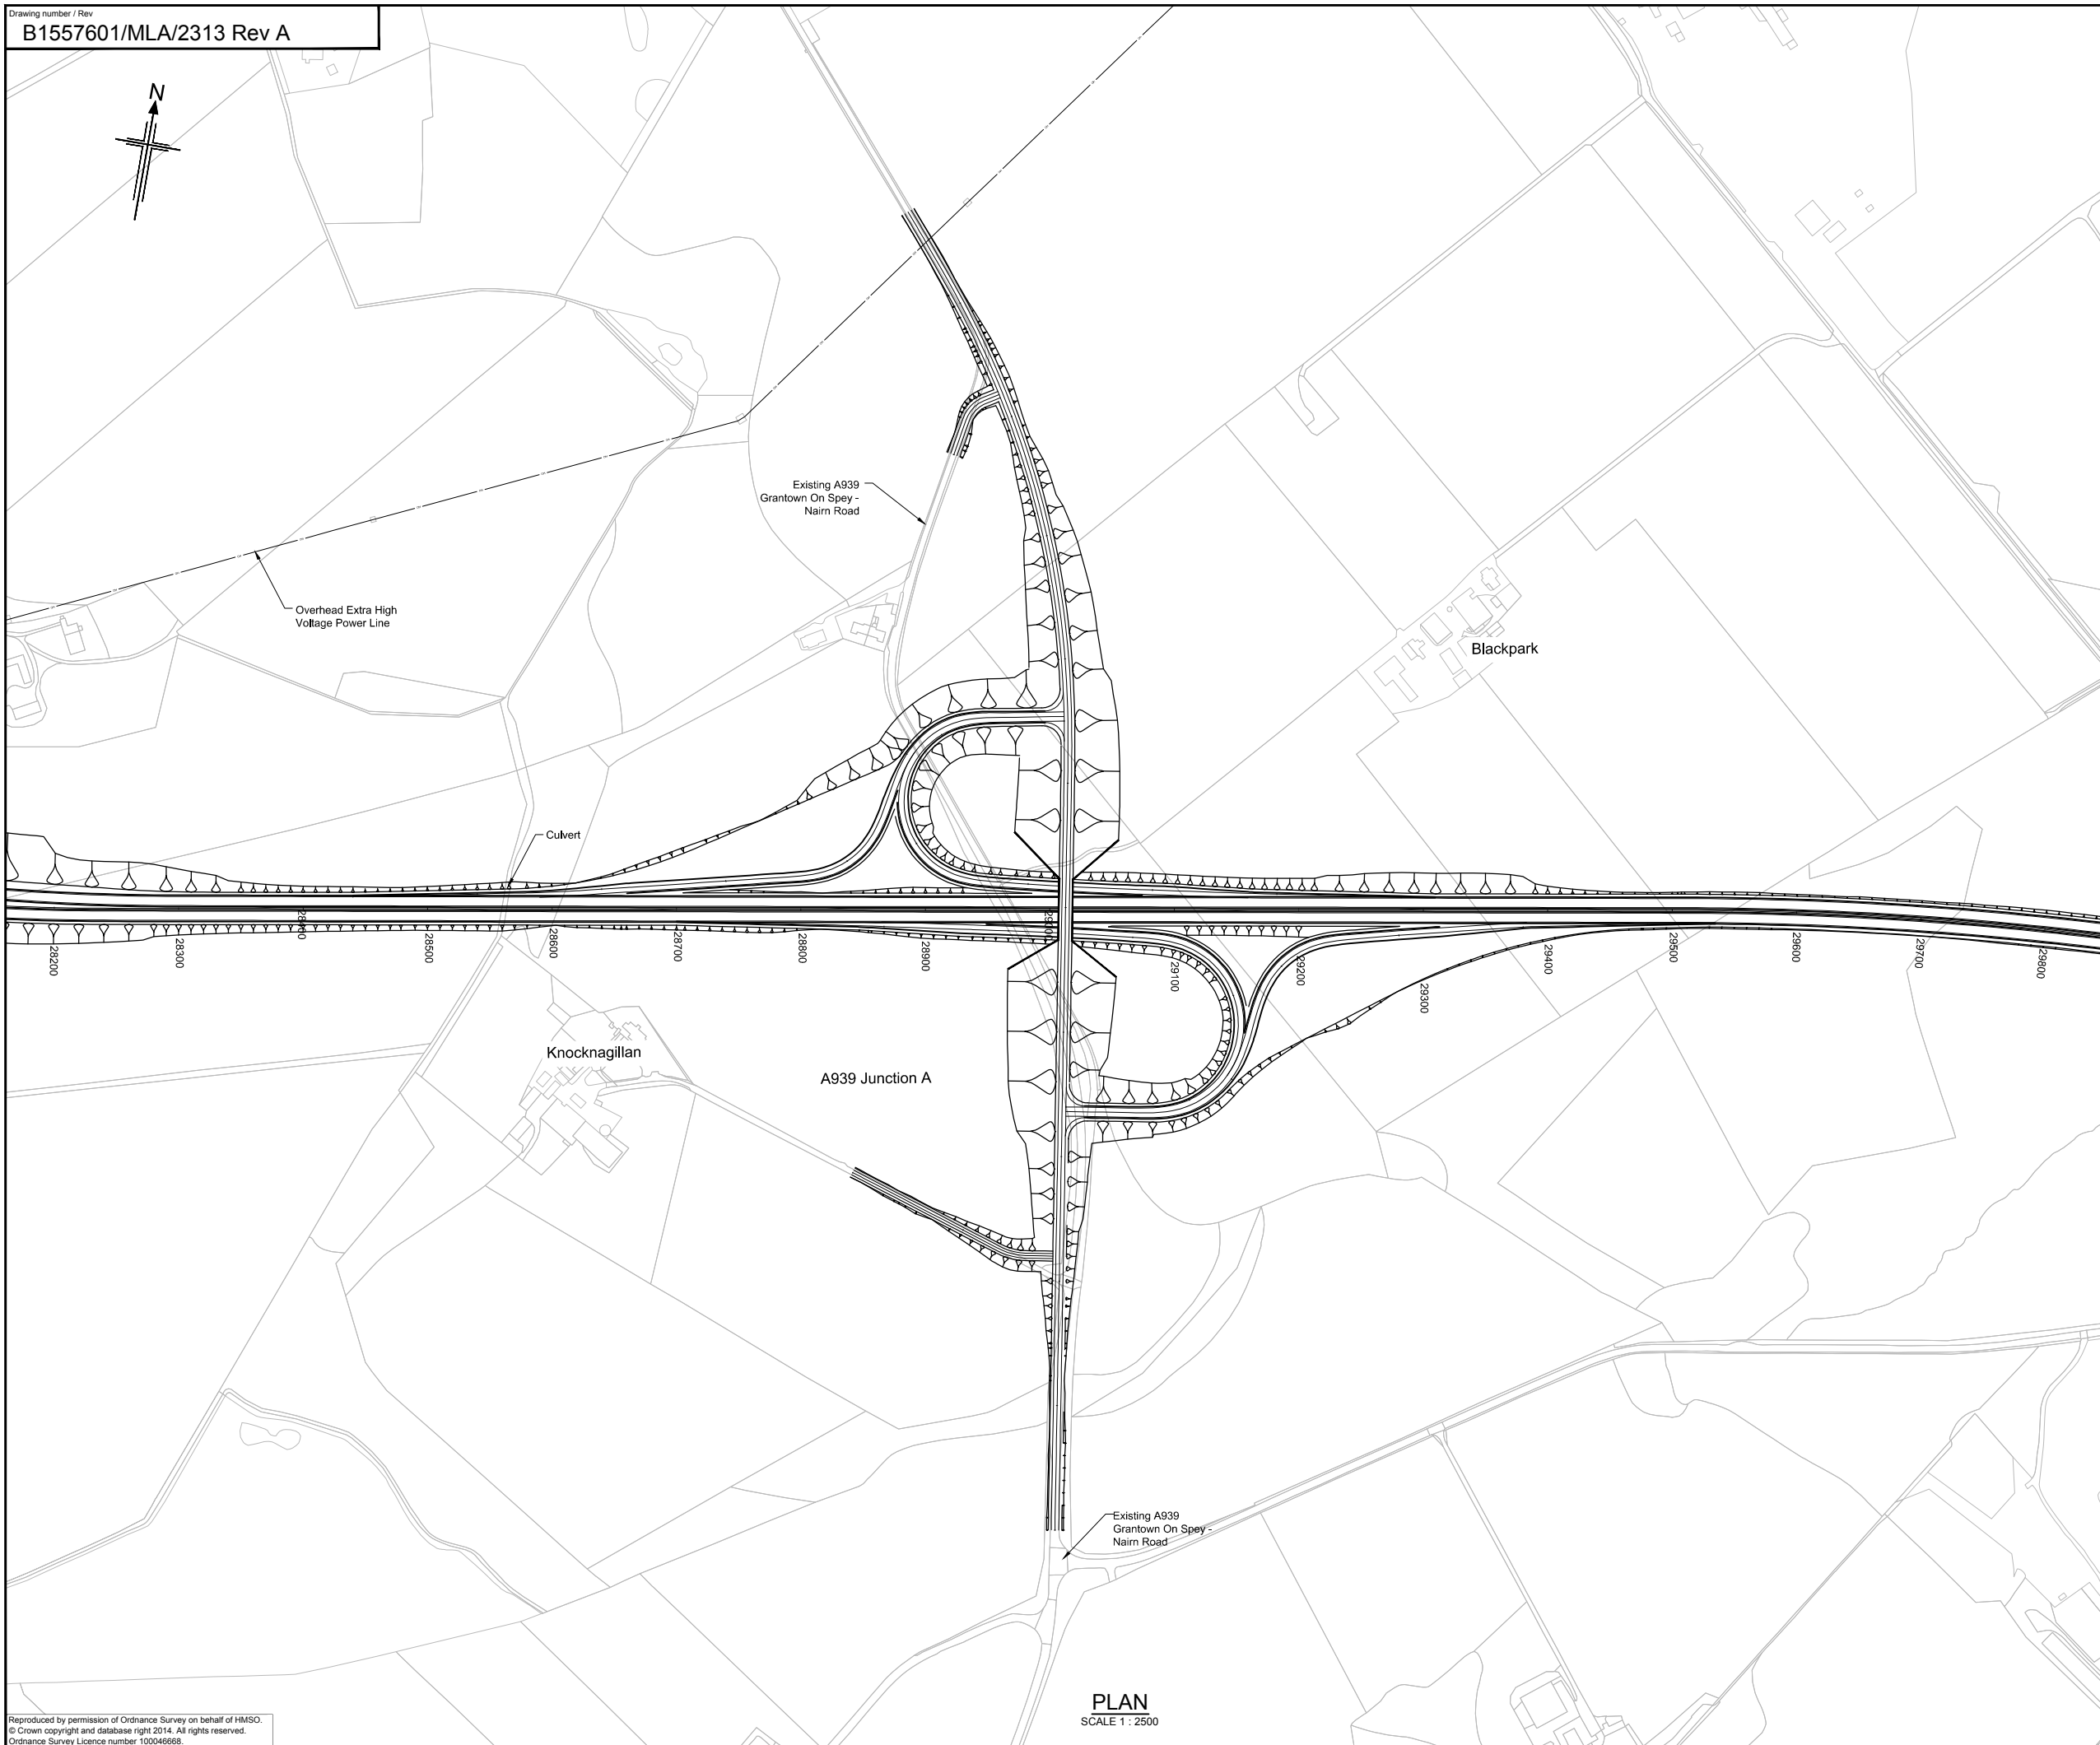 Drawing number / Rev
B1557601/MLA/2313 Rev A
N
Existing A939
Grantown On Spey -
Nairn Road
Overhead Extra High
Voltage Power Line
Blackpark
Culvert
28200
28300
28400
28500
28600
28700
28800
28900
29000
29100
29200
29300
29400
29500
29600
29700
29800
Knocknagillan
A939 Junction A
Existing A939
Grantown On Spey -
Nairn Road
PLAN
SCALE 1 : 2500
Reproduced by permission of Ordnance Survey on behalf of HMSO.
© Crown copyright and database right 2014. All rights reserved.
Ordnance Survey Licence number 100046668.